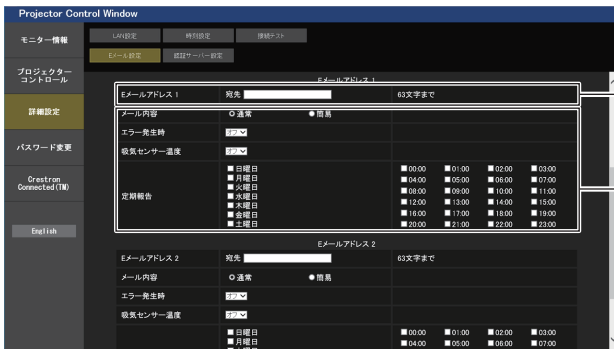 Projector Control Window
モニター情報
プロジェクター
コントロール
詳細設定
パスワード変更
Crestron
Connected(TM)
English
LAN設定 時刻設定 接続テスト
Eメール設定 認証サーバー設定
Eメールアドレス 1
Eメールアドレス 1 宛先 63文字まで
メール内容 通常 簡易
エラー発生時 オフ
吸気センサー温度 オフ
定期報告
日曜日 00:00 01:00 02:00 03:00
月曜日 04:00 05:00 06:00 07:00
火曜日 08:00 09:00 10:00 11:00
水曜日 12:00 13:00 14:00 15:00
木曜日 16:00 17:00 18:00 19:00
金曜日 20:00 21:00 22:00 23:00
土曜日
Eメールアドレス 2
Eメールアドレス 2 宛先 63文字まで
メール内容 通常 簡易
エラー発生時 オフ
吸気センサー温度 オフ
日曜日 00:00 01:00 02:00 03:00
月曜日 04:00 05:00 06:00 07:00